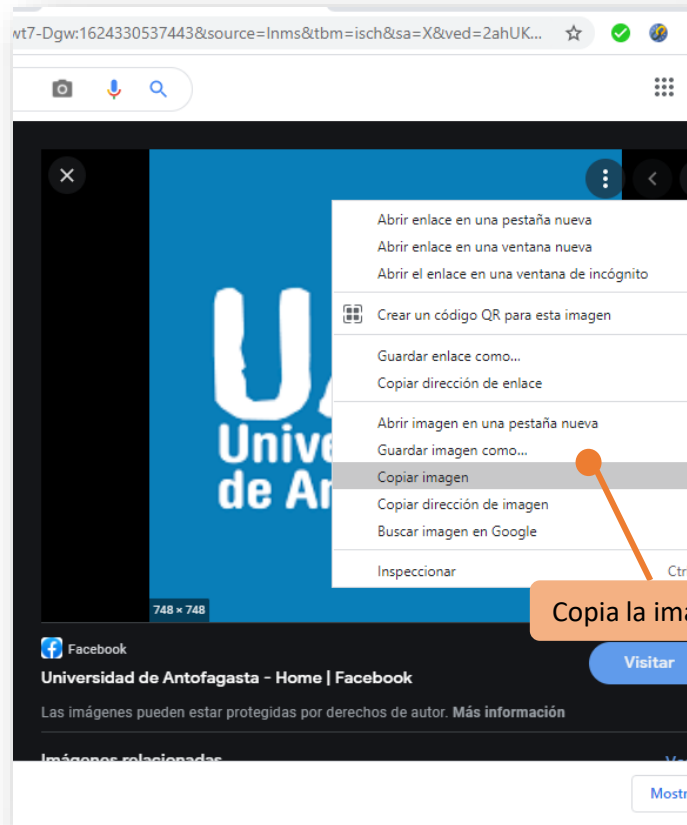 wt7-Dgw:1624330537443&source=lnms&tbm=isch&sa=X&ved=2ahUK...
Abrir enlace en una pestaña nueva
Abrir enlace en una ventana nueva
Abrir el enlace en una ventana de incógnito
Crear un código QR para esta imagen
Guardar enlace como...
Copiar dirección de enlace
Abrir imagen en una pestaña nueva
Guardar imagen como...
Copiar imagen
Copiar dirección de imagen
Buscar imagen en Google
Inspeccionar Ctr
U
Unive
de An
748 × 748
Copia la ima
Facebook
Visitar
Universidad de Antofagasta - Home | Facebook
Las imágenes pueden estar protegidas por derechos de autor. Más información
Imágenes relacionadas
Mostr